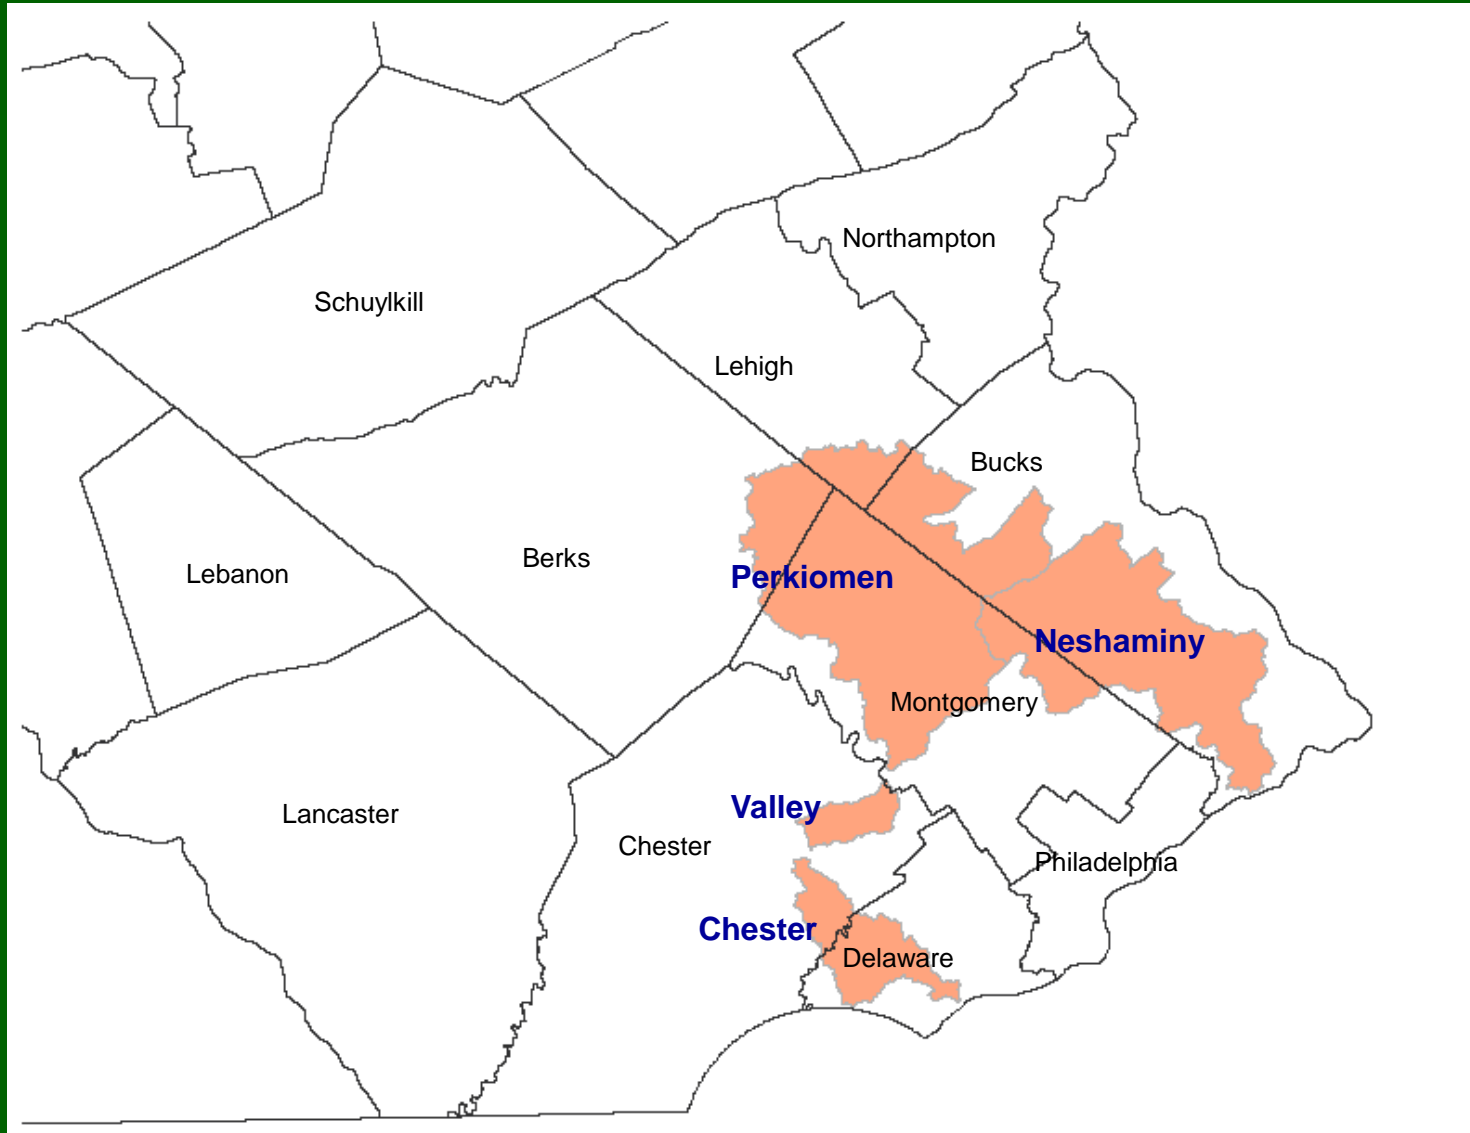 Northampton
Schuylkill
Lehigh
Bucks
Berks
Lebanon
Perkiomen
Neshaminy
Montgomery
Valley
Lancaster
Chester
Philadelphia
Chester
Delaware